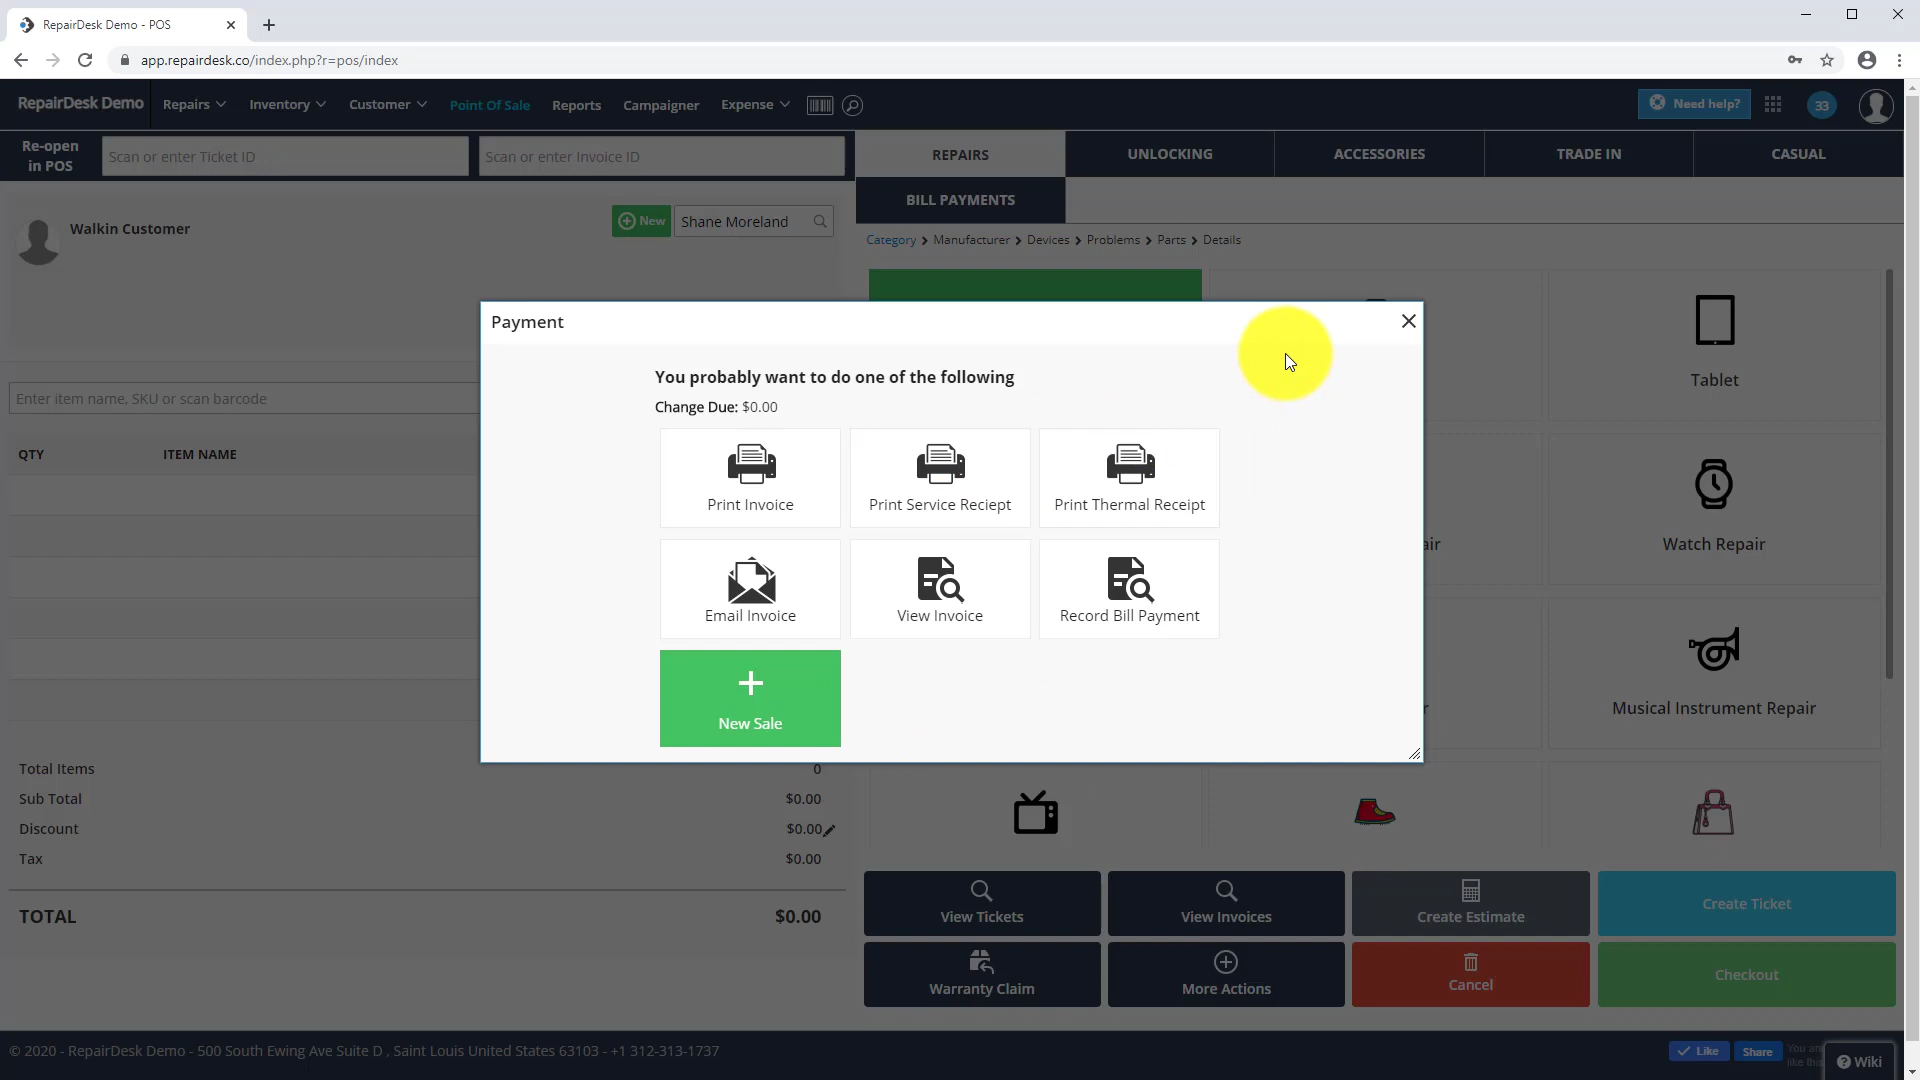 RepairDesk Demo - POS
app.repairdesk.co/index.php?r=pos/index
RepairDesk Demo Repairs Inventory Customer Point Of Sale Reports Campaigner Expense Need help? 33
Re-open in POS Scan or enter Ticket ID Scan or enter Invoice ID
REPAIRS UNLOCKING ACCESSORIES TRADE IN CASUAL
BILL PAYMENTS
Walkin Customer New Shane Moreland
Category > Manufacturer > Devices > Problems > Parts > Details
Enter item name, SKU or scan barcode
QTY ITEM NAME
Payment
You probably want to do one of the following
Change Due: $0.00
Print Invoice Print Service Reciept Print Thermal Receipt
Email Invoice View Invoice Record Bill Payment
New Sale
Tablet
Watch Repair
Musical Instrument Repair
Total Items 0
Sub Total $0.00
Discount $0.00
Tax $0.00
TOTAL $0.00
View Tickets View Invoices Create Estimate Create Ticket
Warranty Claim More Actions Cancel Checkout
© 2020 - RepairDesk Demo - 500 South Ewing Ave Suite D , Saint Louis United States 63103 - +1 312-313-1737
Like Share
Wiki